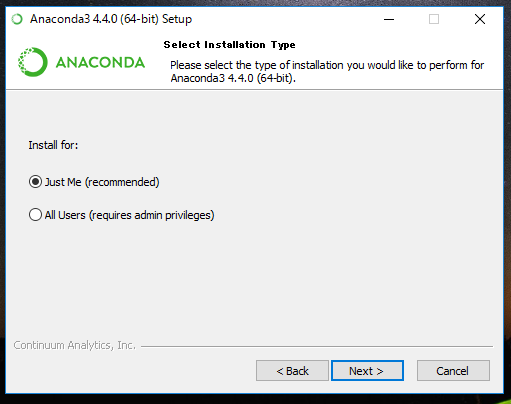 Anaconda3 4.4.0 (64-bit) Setup
Select Installation Type
ANACONDA
Please select the type of installation you would like to perform for
Anaconda3 4.4.0 (64-bit).
Install for:
Just Me (recommended)
All Users (requires admin privileges)
Continuum Analytics, Inc.
< Back
Next >
Cancel